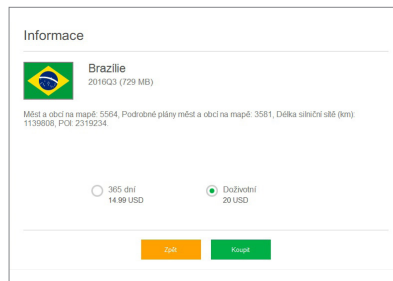 Informace
Brazílie
2016Q3 (729 MB)
Měst a obcí na mapě: 5564, Podrobné plány měst a obcí na mapě: 3581, Délka silniční sítě (km):
1139808, POI: 2319234.
365 dní
14.99 USD
Doživotní
20 USD
Zpět
Koupit